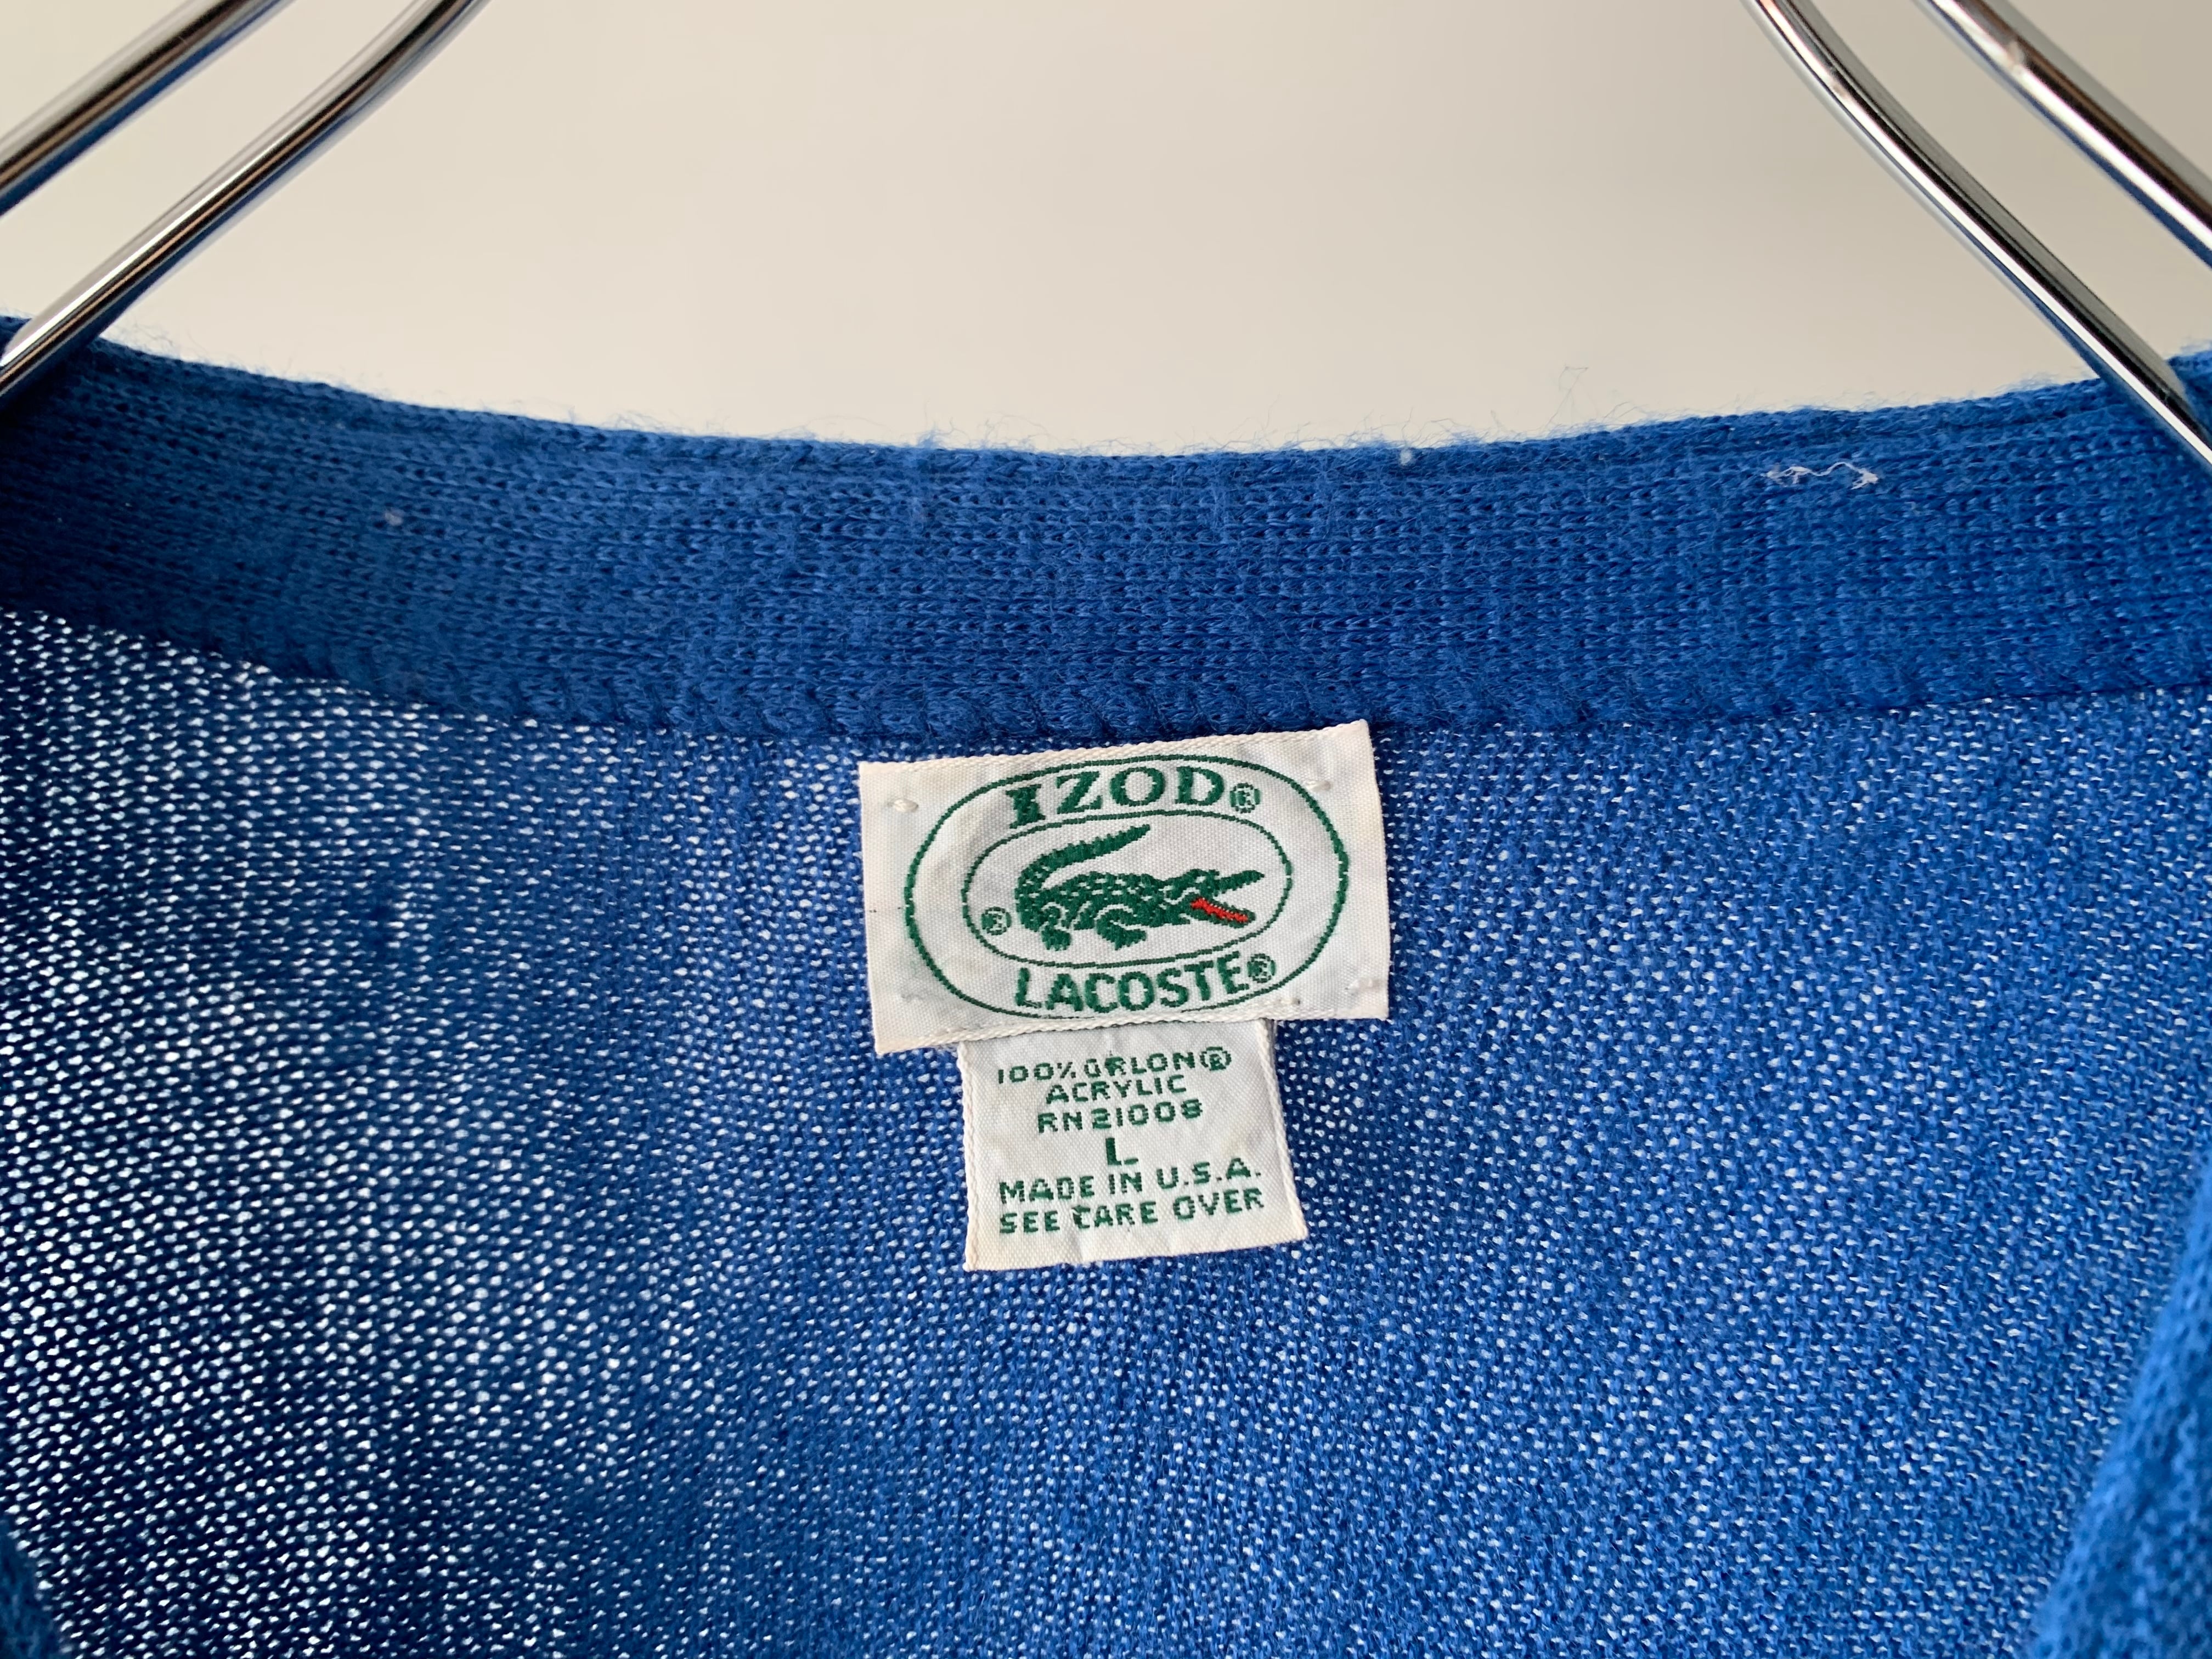 IZOD®
®
LACOSTE®
100% ORLON®
ACRYLIC
RN21008
L
MADE IN U.S.A.
SEE CARE OVER